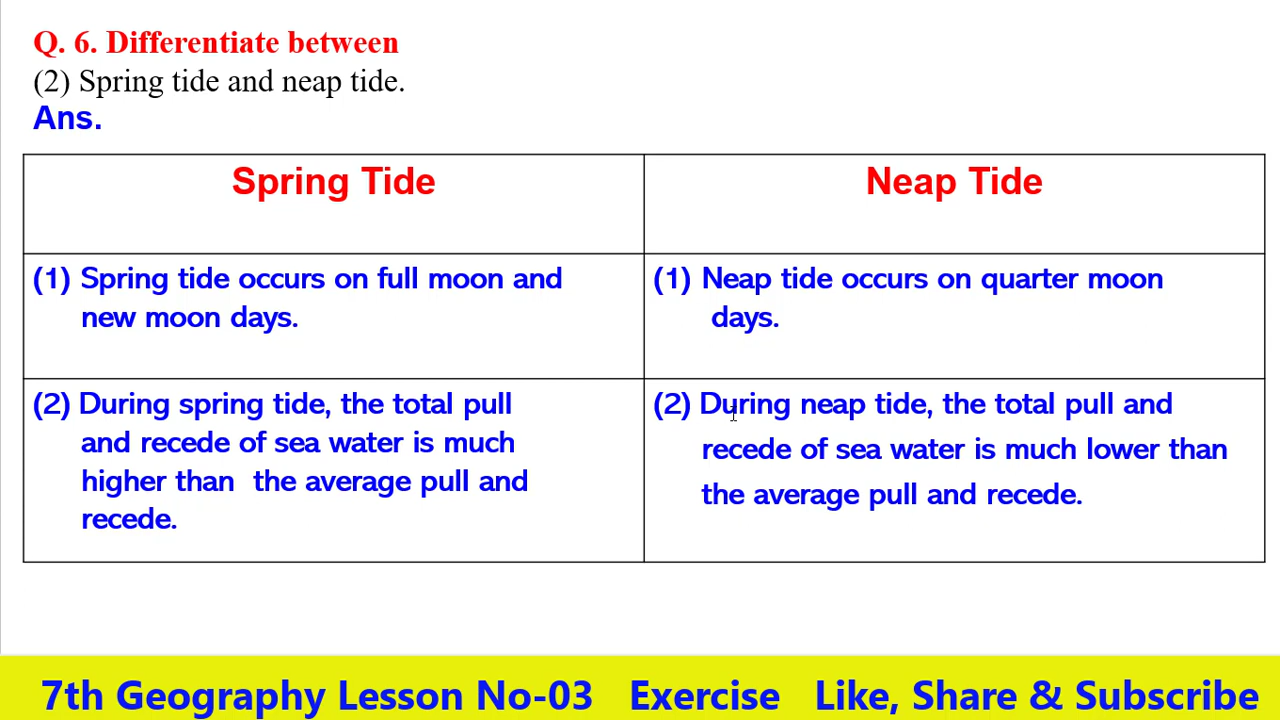 Q. 6. Differentiate between
(2) Spring tide and neap tide.
Ans.
Spring Tide
Neap Tide
(1) Spring tide occurs on full moon and
new moon days.
(1) Neap tide occurs on quarter moon
days.
(2) During spring tide, the total pull
and recede of sea water is much
higher than the average pull and
recede.
(2) During neap tide, the total pull and
recede of sea water is much lower than
the average pull and recede.
7th Geography Lesson No-03 Exercise Like, Share & Subscribe